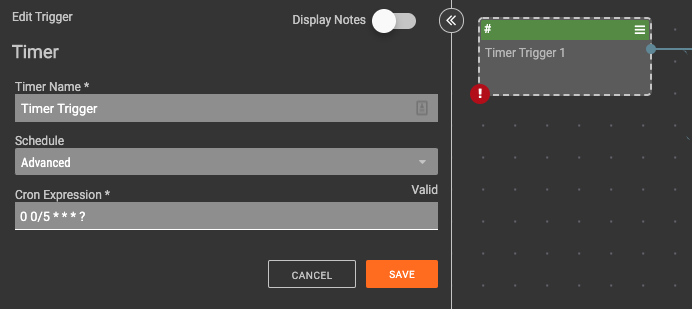 Edit Trigger
Display Notes
Timer
Timer Name *
Timer Trigger
Schedule
Advanced
Cron Expression *
Valid
0 0/5 * * * ?
CANCEL
SAVE
#
Timer Trigger 1
!